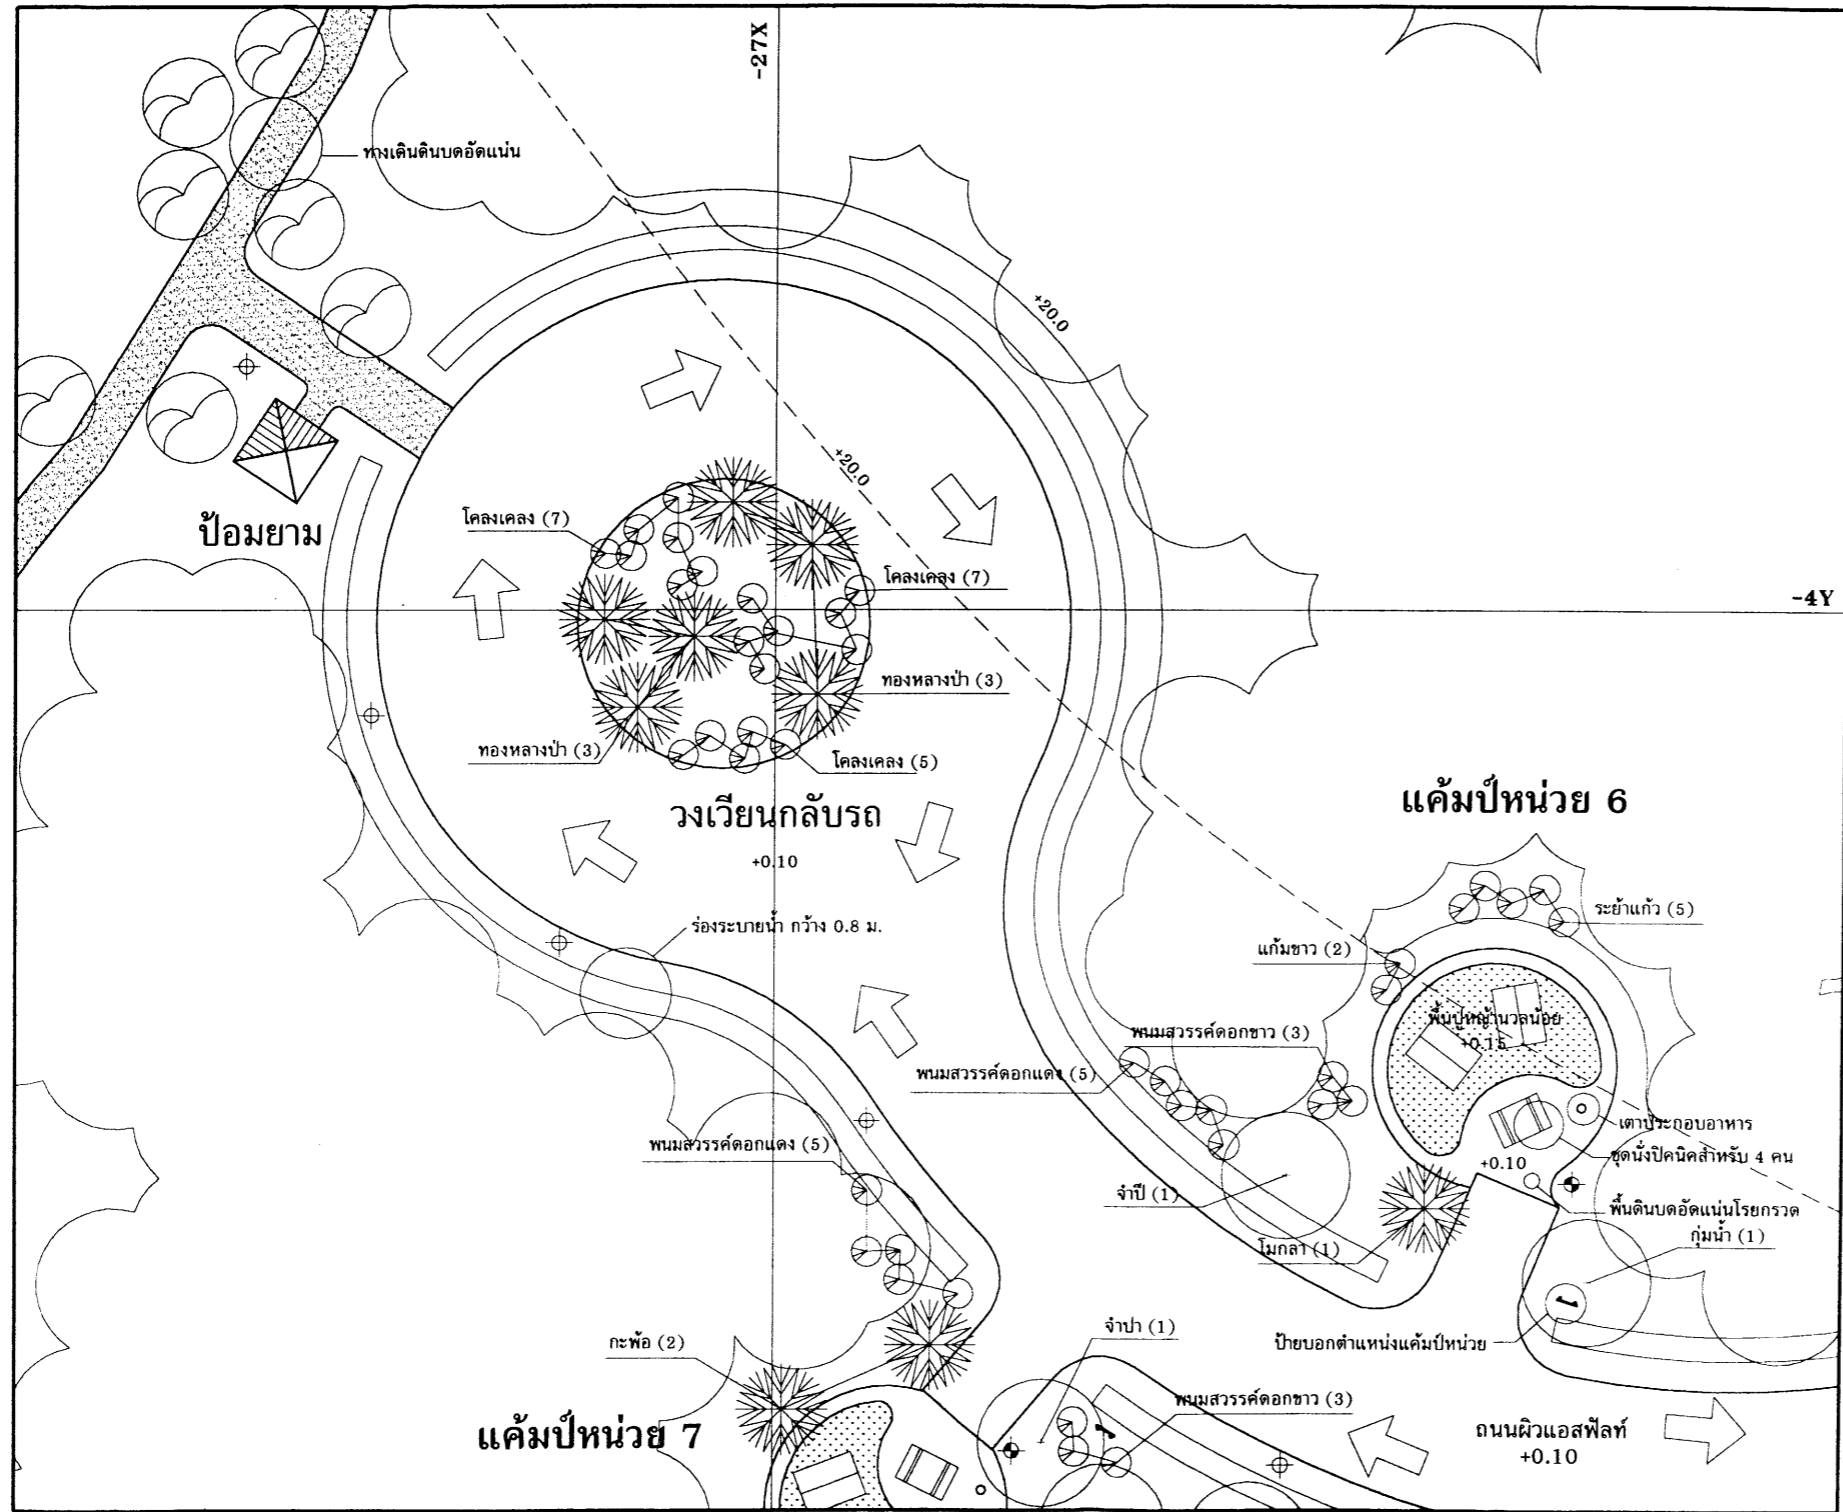 -27X
ทางเดินดินบดอัดแน่น
+20.0
+20.0
โคลงเคลง (7)
ป้อมยาม
โคลงเคลง (7)
-4Y
ทองหลางป่า (3)
ทองหลางป่า (3)
โคลงเคลง (5)
วงเวียนกลับรถ
+0.10
แค้มป์หน่วย 6
ระย้าแก้ว (5)
ร่องระบายน้ำ กว้าง 0.8 ม.
แก้มขาว (2)
พื้นปูหญ้านวลน้อย
+0.15
พนมสวรรค์ดอกขาว (3)
พนมสวรรค์ดอกแดง (5)
เตาประกอบอาหาร
พนมสวรรค์ดอกแดง (5)
ชุดนั่งปิคนิคสำหรับ 4 คน
+0.10
จำปี (1)
พื้นดินบดอัดแน่นโรยกรวด
กุ่มน้ำ (1)
โมกลา (1)
จำปา (1)
กะพ้อ (2)
ป้ายบอกตำแหน่งแค้มป์หน่วย
พนมสวรรค์ดอกขาว (3)
แค้มป์หน่วย 7
ถนนผิวแอสฟัลท์
+0.10